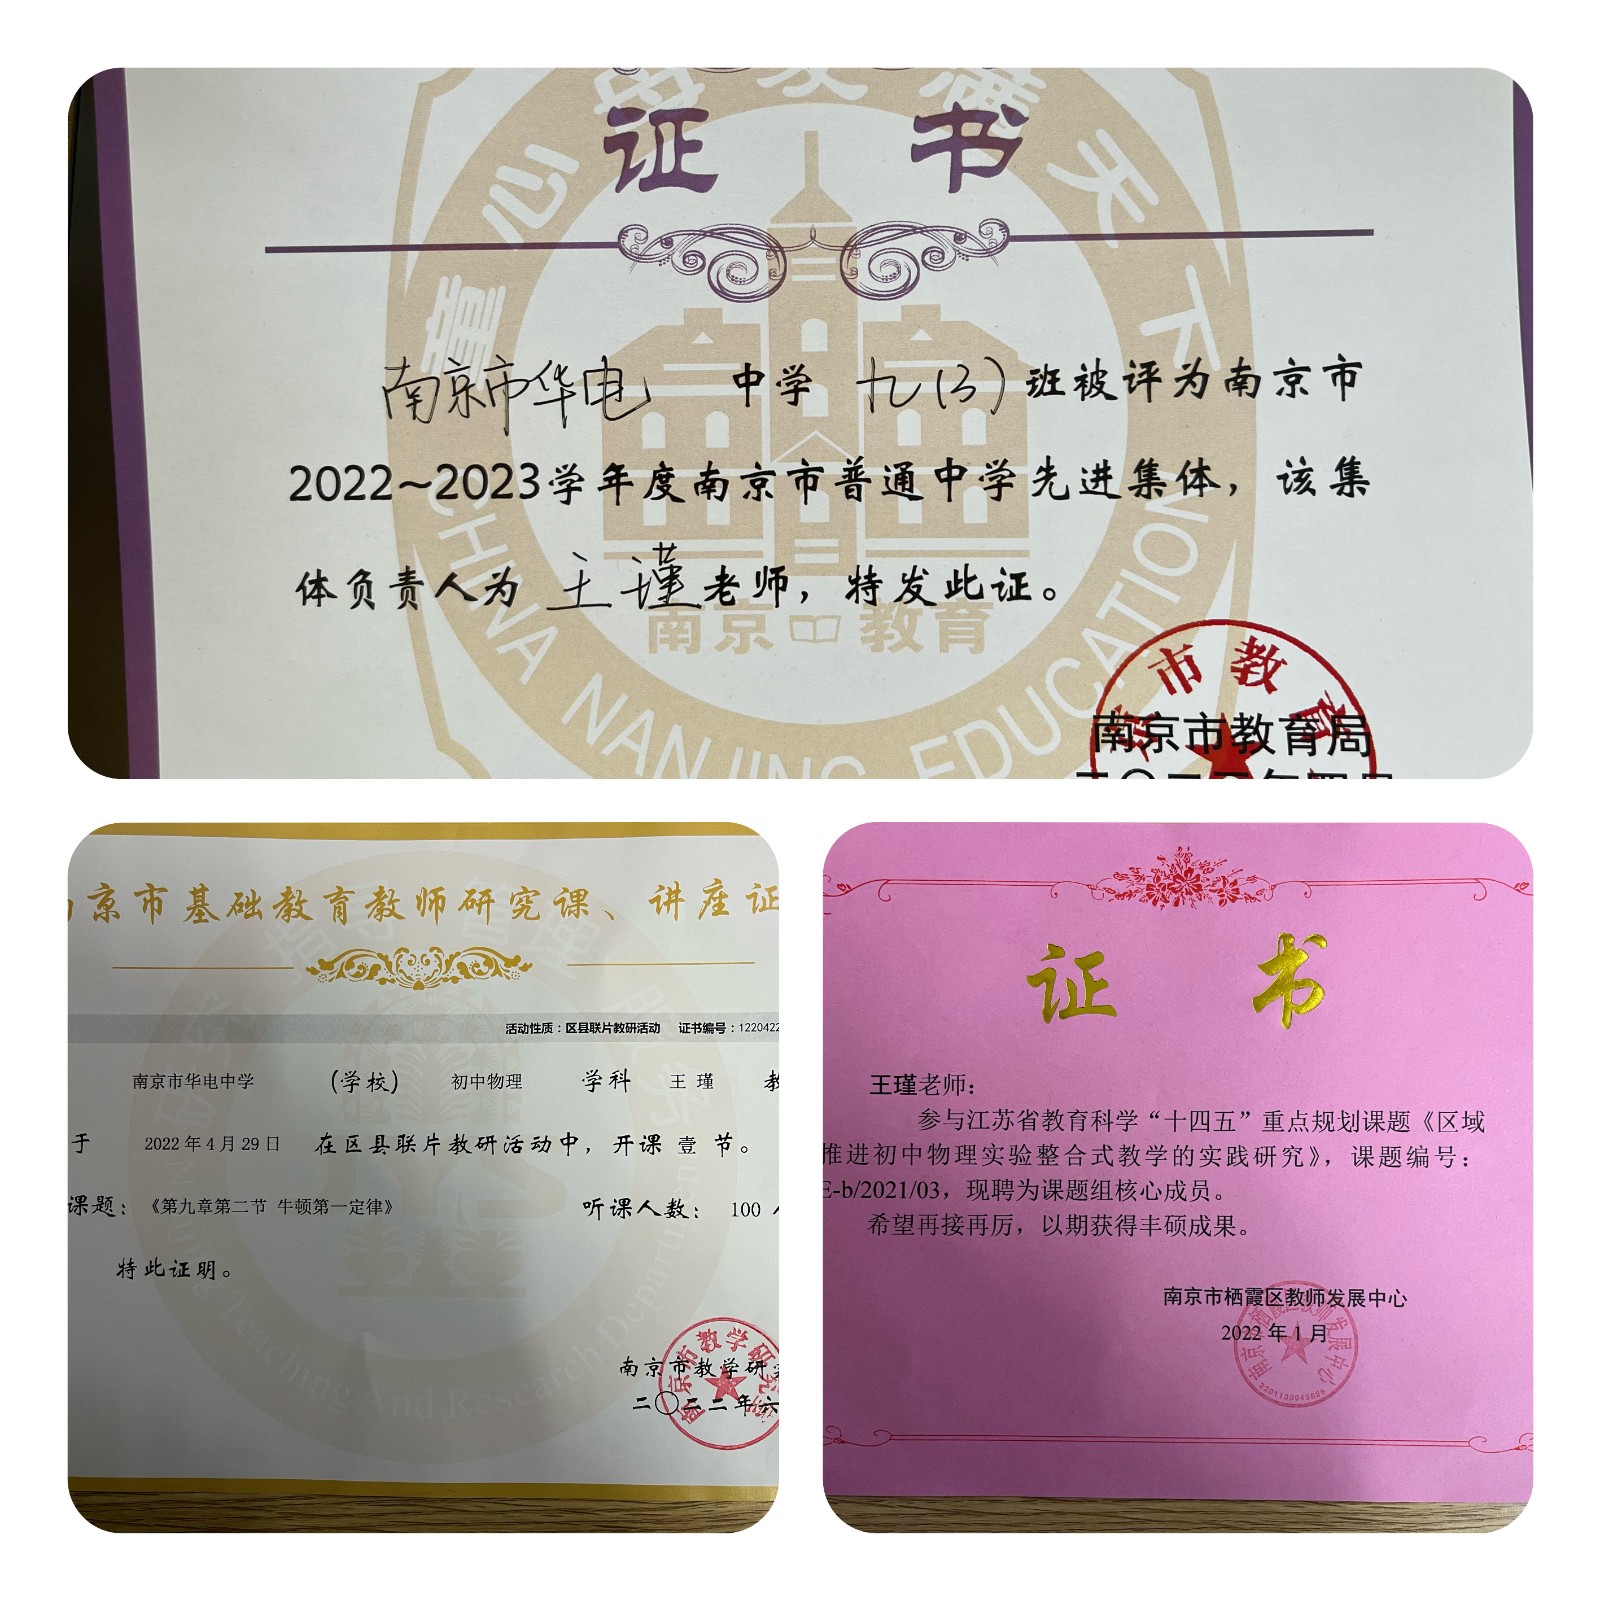 证 书
南京市华电 中学 九(3)班被评为南京市
2022~2023学年度南京市普通中学先进集体，该集
体负责人为 王瑾老师，特发此证。
南京 教育
CHINA NANJING EDUCATION
南京市教育局
京市基础教育教师研究课、讲座证
活动性质：区县联片教研活动 证书编号：1220422
南京市华电中学 (学校) 初中物理 学科 王 瑾 教
于 2022 年 4 月 29 日 在区县联片教研活动中，开课 壹 节。
课题：《第九章第二节 牛顿第一定律》 听课人数： 100
特此证明。
南京市教学研
二〇二二年六
证 书
王瑾老师：
参与江苏省教育科学“十四五”重点规划课题《区域
推进初中物理实验整合式教学的实践研究》，课题编号：
E-b/2021/03，现聘为课题组核心成员。
希望再接再厉，以期获得丰硕成果。
南京市栖霞区教师发展中心
2022 年 1 月